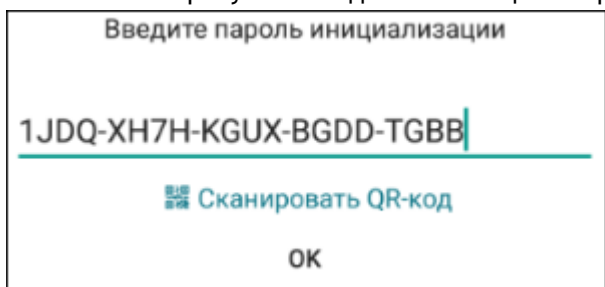 Введите пароль инициализации
1JDQ-XH7H-KGUX-BGDD-TGBB
Сканировать QR-код
ОК